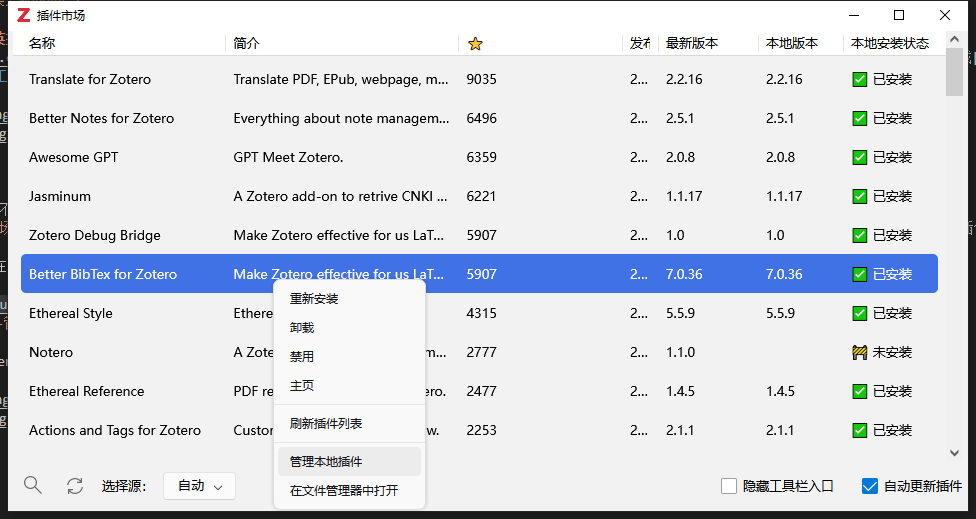 插件市场
名称 简介 发布 最新版本 本地版本 本地安装状态
Translate for Zotero Translate PDF, EPub, webpage, m... 9035 2... 2.2.16 2.2.16 已安装
Better Notes for Zotero Everything about note managem... 6496 2... 2.5.1 2.5.1 已安装
Awesome GPT GPT Meet Zotero. 6359 2... 2.0.8 2.0.8 已安装
Jasminum A Zotero add-on to retrive CNKI ... 6221 2... 1.1.17 1.1.17 已安装
Zotero Debug Bridge Make Zotero effective for us LaT... 5907 2... 1.0 1.0 已安装
Better BibTex for Zotero Make Zotero effective for us LaT... 5907 2... 7.0.36 7.0.36 已安装
Ethereal Style Ethere 4315 2... 5.5.9 5.5.9 已安装
Notero A Zote m... 2777 2... 1.1.0 未安装
Ethereal Reference PDF re ero. 2477 2... 1.4.5 1.4.5 已安装
Actions and Tags for Zotero Custor w. 2253 2... 2.1.1 2.1.1 已安装
重新安装
卸载
禁用
主页
刷新插件列表
管理本地插件
在文件管理器中打开
选择源: 自动 隐藏工具栏入口 自动更新插件